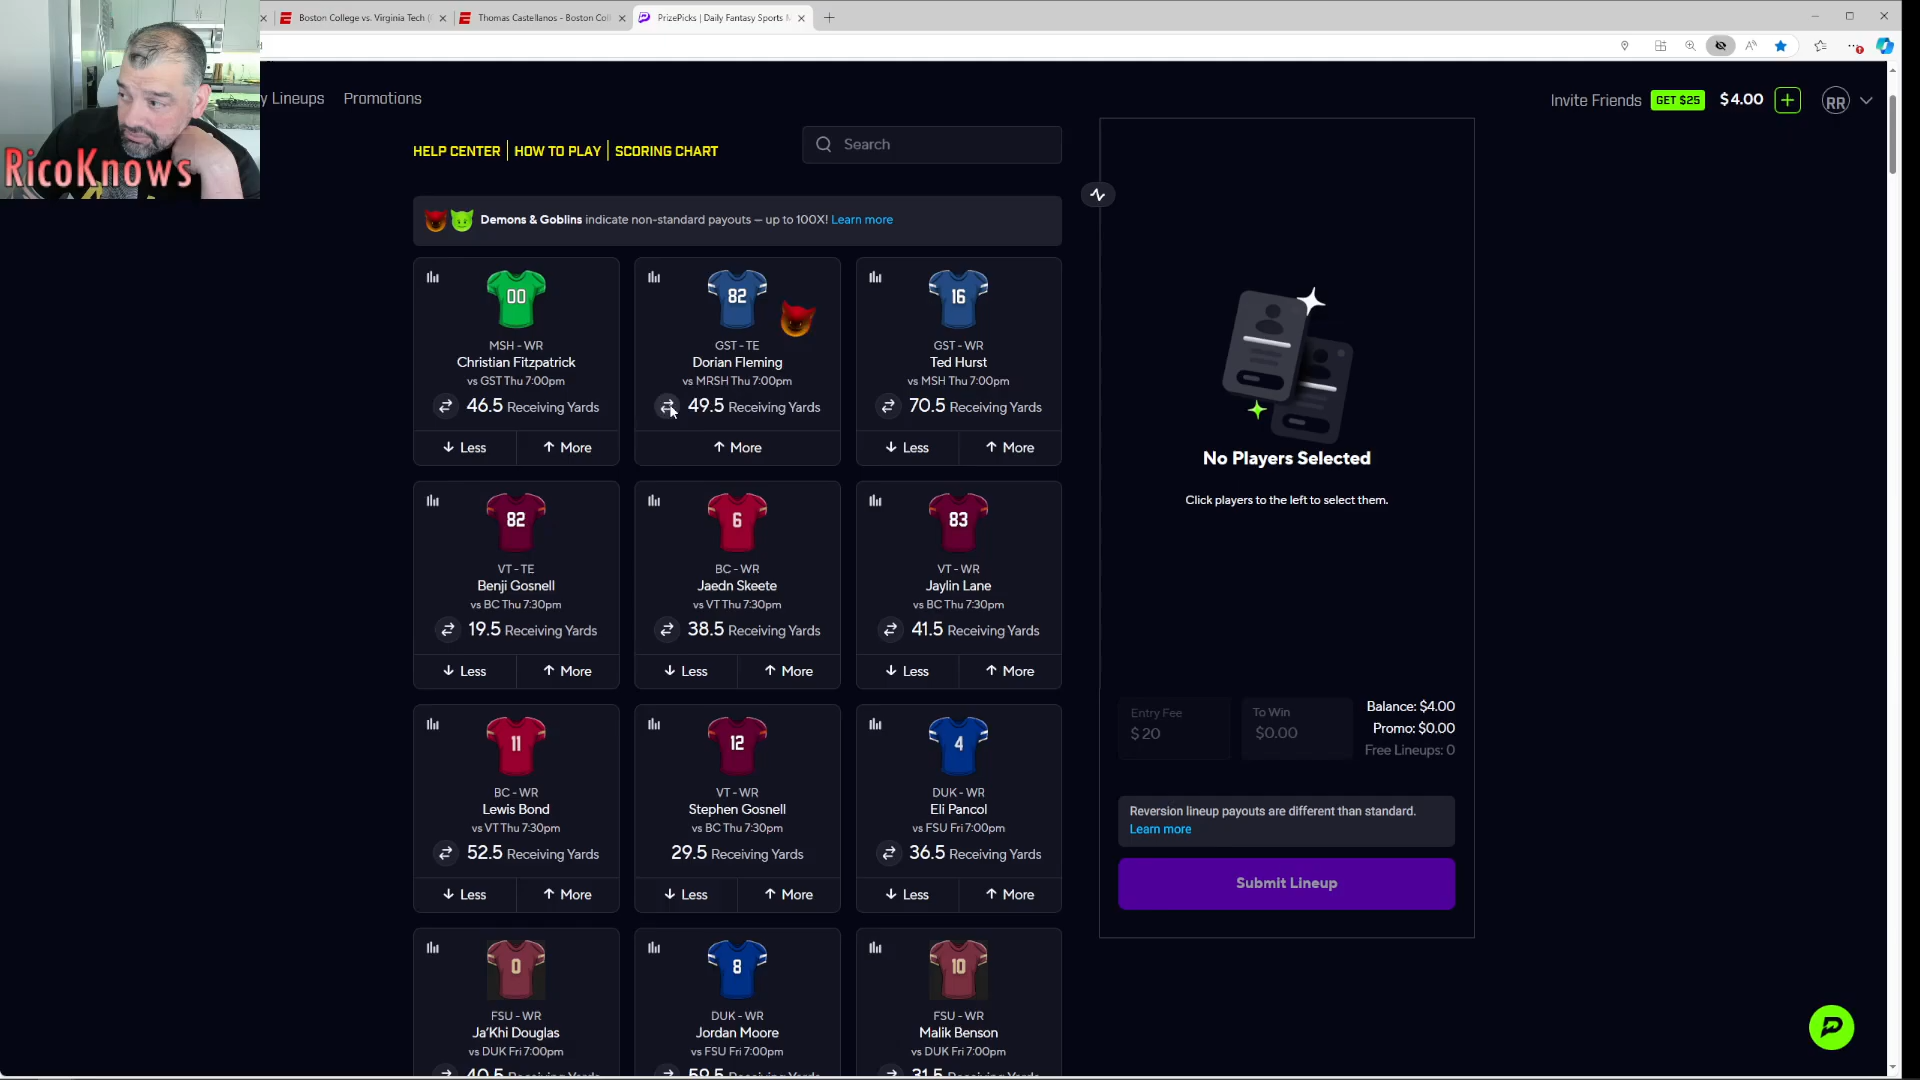 Boston College vs. Virginia Tech (
Thomas Castellanos - Boston Coll
PrizePicks | Daily Fantasy Sports M
RicoKnows
y Lineups
Promotions
Invite Friends
GET $25
$4.00
RR
HELP CENTER
HOW TO PLAY
SCORING CHART
Search
Demons & Goblins indicate non-standard payouts – up to 100X! Learn more
00
MSH - WR
Christian Fitzpatrick
vs GST Thu 7:00pm
46.5 Receiving Yards
Less
More
82
GST - TE
Dorian Fleming
vs MRSH Thu 7:00pm
49.5 Receiving Yards
More
16
GST - WR
Ted Hurst
vs MSH Thu 7:00pm
70.5 Receiving Yards
Less
More
82
VT - TE
Benji Gosnell
vs BC Thu 7:30pm
19.5 Receiving Yards
Less
More
6
BC - WR
Jaedn Skeete
vs VT Thu 7:30pm
38.5 Receiving Yards
Less
More
83
VT - WR
Jaylin Lane
vs BC Thu 7:30pm
41.5 Receiving Yards
Less
More
11
BC - WR
Lewis Bond
vs VT Thu 7:30pm
52.5 Receiving Yards
Less
More
12
VT - WR
Stephen Gosnell
vs BC Thu 7:30pm
29.5 Receiving Yards
Less
More
4
DUK - WR
Eli Pancol
vs FSU Fri 7:00pm
36.5 Receiving Yards
Less
More
0
FSU - WR
Ja'Khi Douglas
vs DUK Fri 7:00pm
40.5 Receiving Yards
8
DUK - WR
Jordan Moore
vs FSU Fri 7:00pm
59.5 Receiving Yards
10
FSU - WR
Malik Benson
vs DUK Fri 7:00pm
31.5 Receiving Yards
No Players Selected
Click players to the left to select them.
Entry Fee
$ 20
To Win
$0.00
Balance: $4.00
Promo: $0.00
Free Lineups: 0
Reversion lineup payouts are different than standard.
Learn more
Submit Lineup